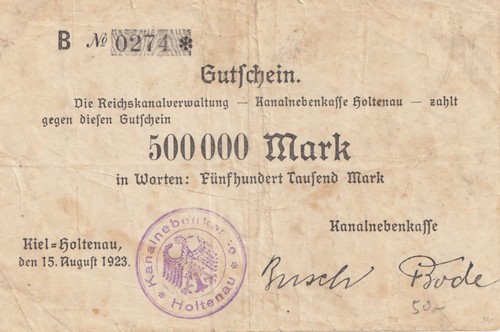 B № 0274 *
Gutschein.
Die Reichskanalverwaltung — Kanalnebenkasse Holtenau — zahlt
gegen diesen Gutschein
500000 Mark
in Worten: Fünfhundert Tausend Mark
Kanalnebenkasse
Kiel=Holtenau,
den 15. August 1923.
Kanalnebenkasse
* Holtenau *
Busch Bode
50.-